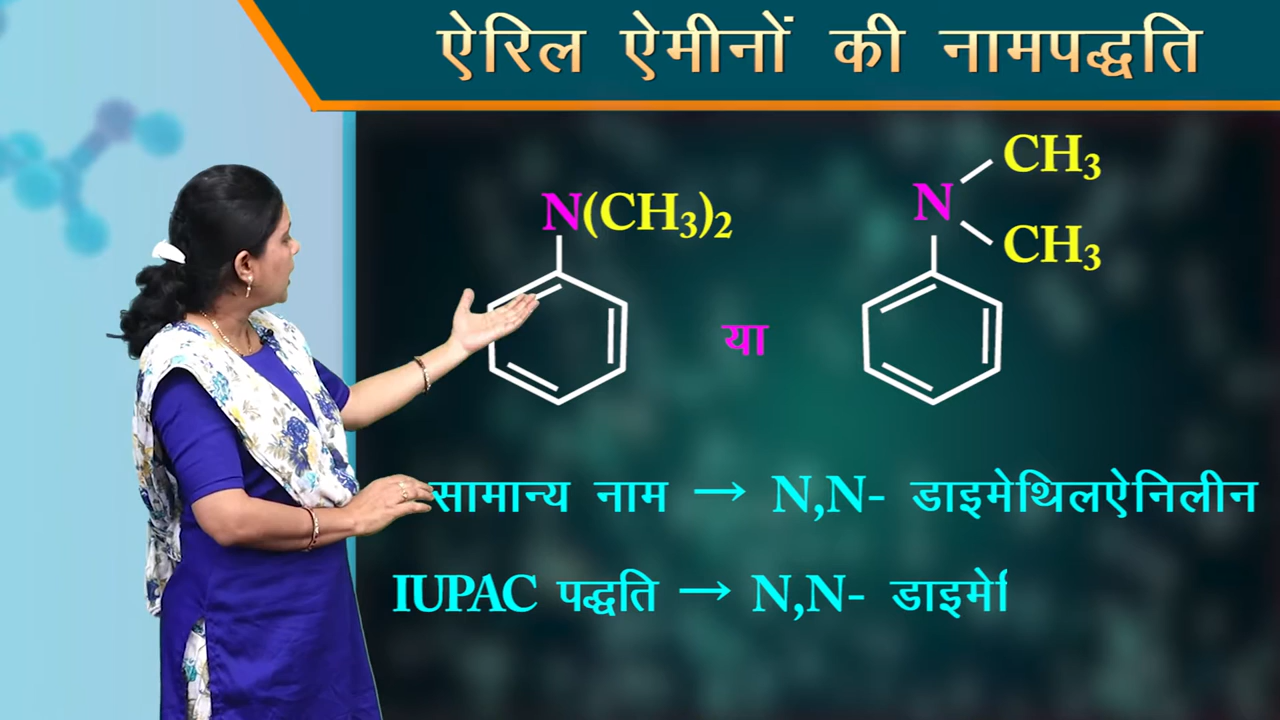 ऐरिल ऐमीनों की नामपद्धति
N(CH₃)₂
N
CH₃
CH₃
या
सामान्य नाम → N,N- डाइमेथिलऐनिलीन
IUPAC पद्धति → N,N- डाइमे